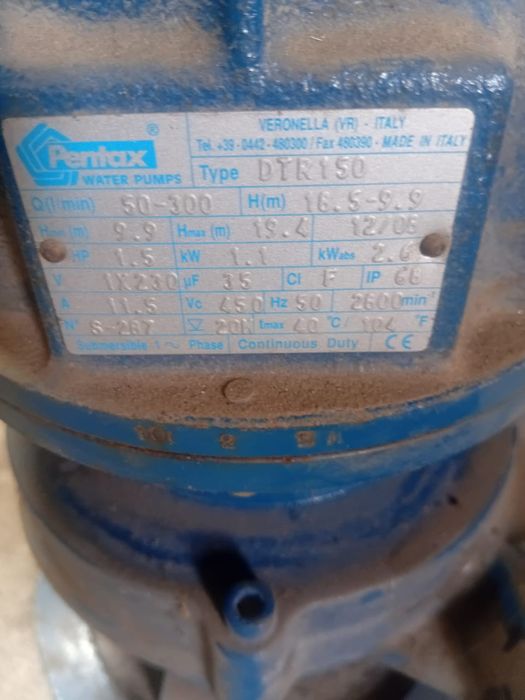 Pentax ®
WATER PUMPS
VERONELLA (VR) - ITALY
Tel. +39 - 0442 - 480300 / Fax 480390 - MADE IN ITALY
Type DTR150
Q(l/min) 50-300 H(m) 16.5-9.9
Hmin (m) 9.9 Hmax (m) 19.4 12/06
HP 1.5 kW 1.1 kWabs 2.6
V 1X230 µF 35 Cl F IP 68
A 11.5 Vc 450 Hz 50 2800 min
N° S-267 20M tmax 40 °C/ 104 °F
Submersible 1 ~ Phase Continuous Duty CE